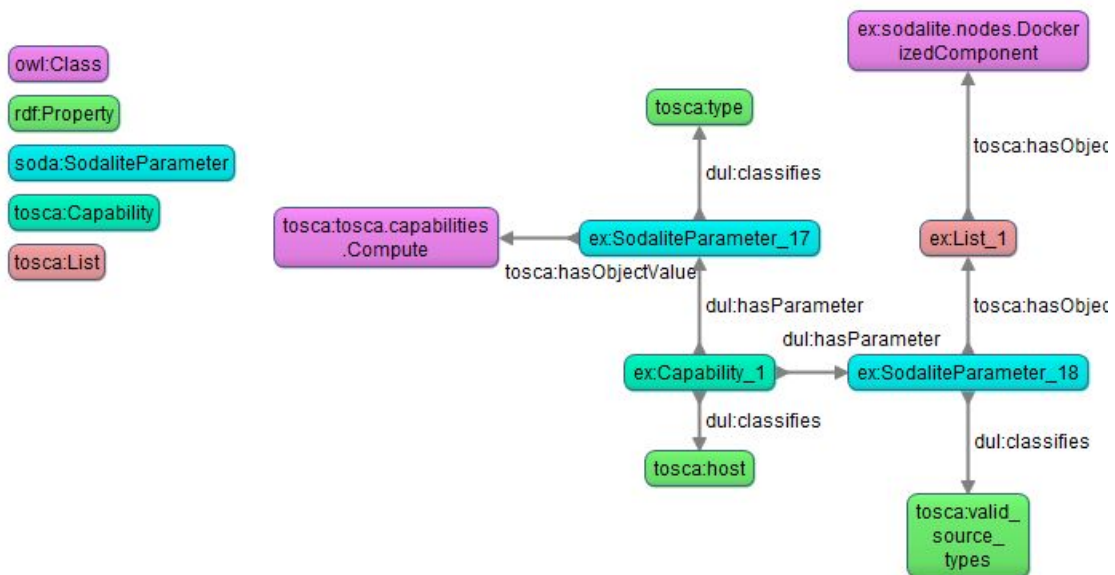 owl:Class
rdf:Property
soda:SodaliteParameter
tosca:Capability
tosca:List
ex:sodalite.nodes.Docker
izedComponent
tosca:type
tosca:hasObjec
dul:classifies
tosca:tosca.capabilities
.Compute
ex:SodaliteParameter_17
ex:List_1
tosca:hasObjectValue
dul:hasParameter
tosca:hasObjec
dul:hasParameter
ex:Capability_1
ex:SodaliteParameter_18
dul:classifies
dul:classifies
tosca:host
tosca:valid_
source_
types